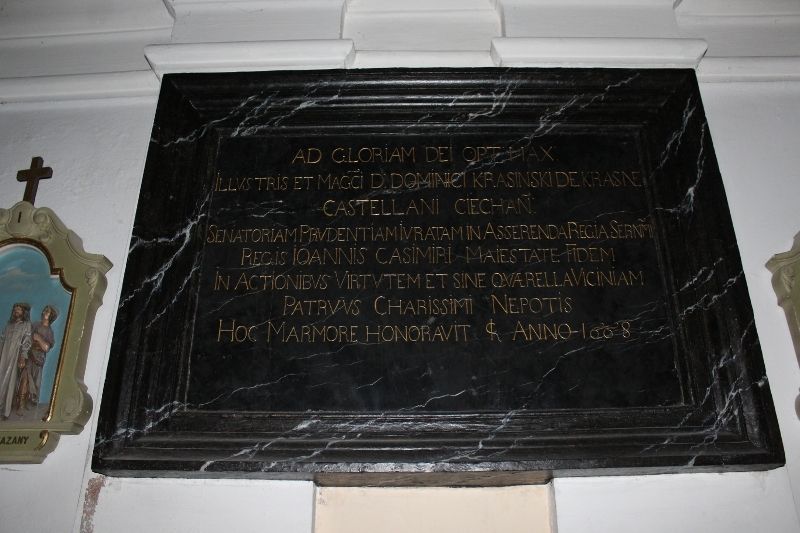 AD GLORIAM DEI OPT MAX.
ILLVSTRIS ET MAGCI D. DOMINICI KRASINSKI DE KRASNE
CASTELLANI CIECHAN.
SENATORIAM PRVDENTIAM IVRATAM IN ASSERENDA REGIA SERNM
REGIS IOANNIS CASIMIRI MAIESTATE FIDEM
IN ACTIONIBVS VIRTVTEM ET SINE QVÆRELLA VICINIAM
PATRVVS CHARISSIMI NEPOTIS
HOC MARMORE HONORAVIT ANNO 1668
I
AZANY